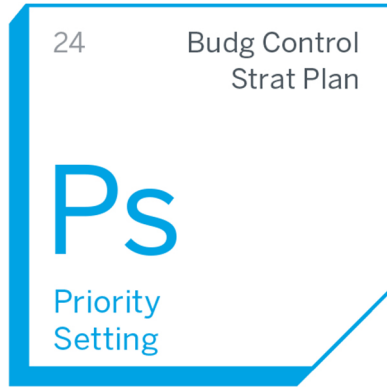 24
Budg Control
Strat Plan
Ps
Priority
Setting